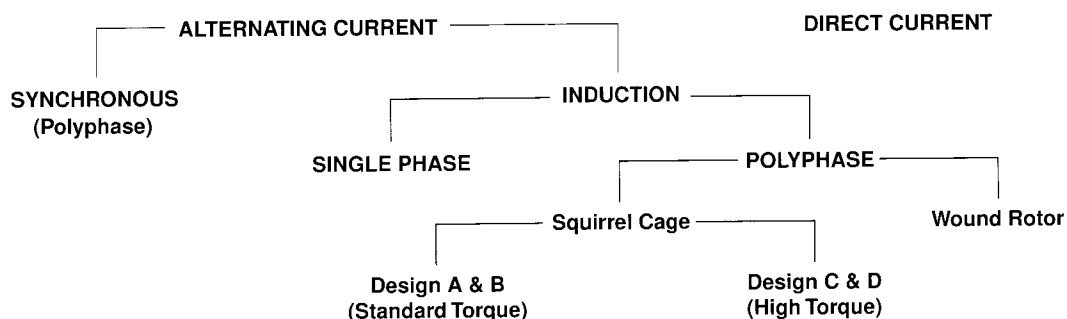 ALTERNATING CURRENT
DIRECT CURRENT
SYNCHRONOUS
(Polyphase)
INDUCTION
SINGLE PHASE
POLYPHASE
Squirrel Cage
Wound Rotor
Design A & B
(Standard Torque)
Design C & D
(High Torque)